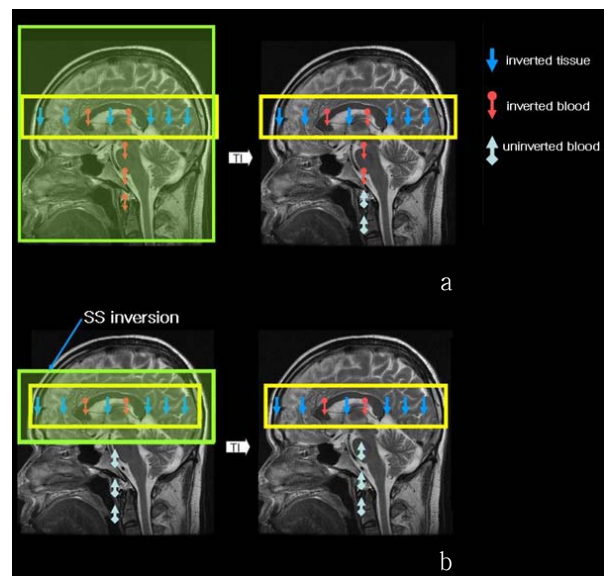 inverted tissue
inverted blood
uninverted blood
TI
a
SS inversion
TI
b